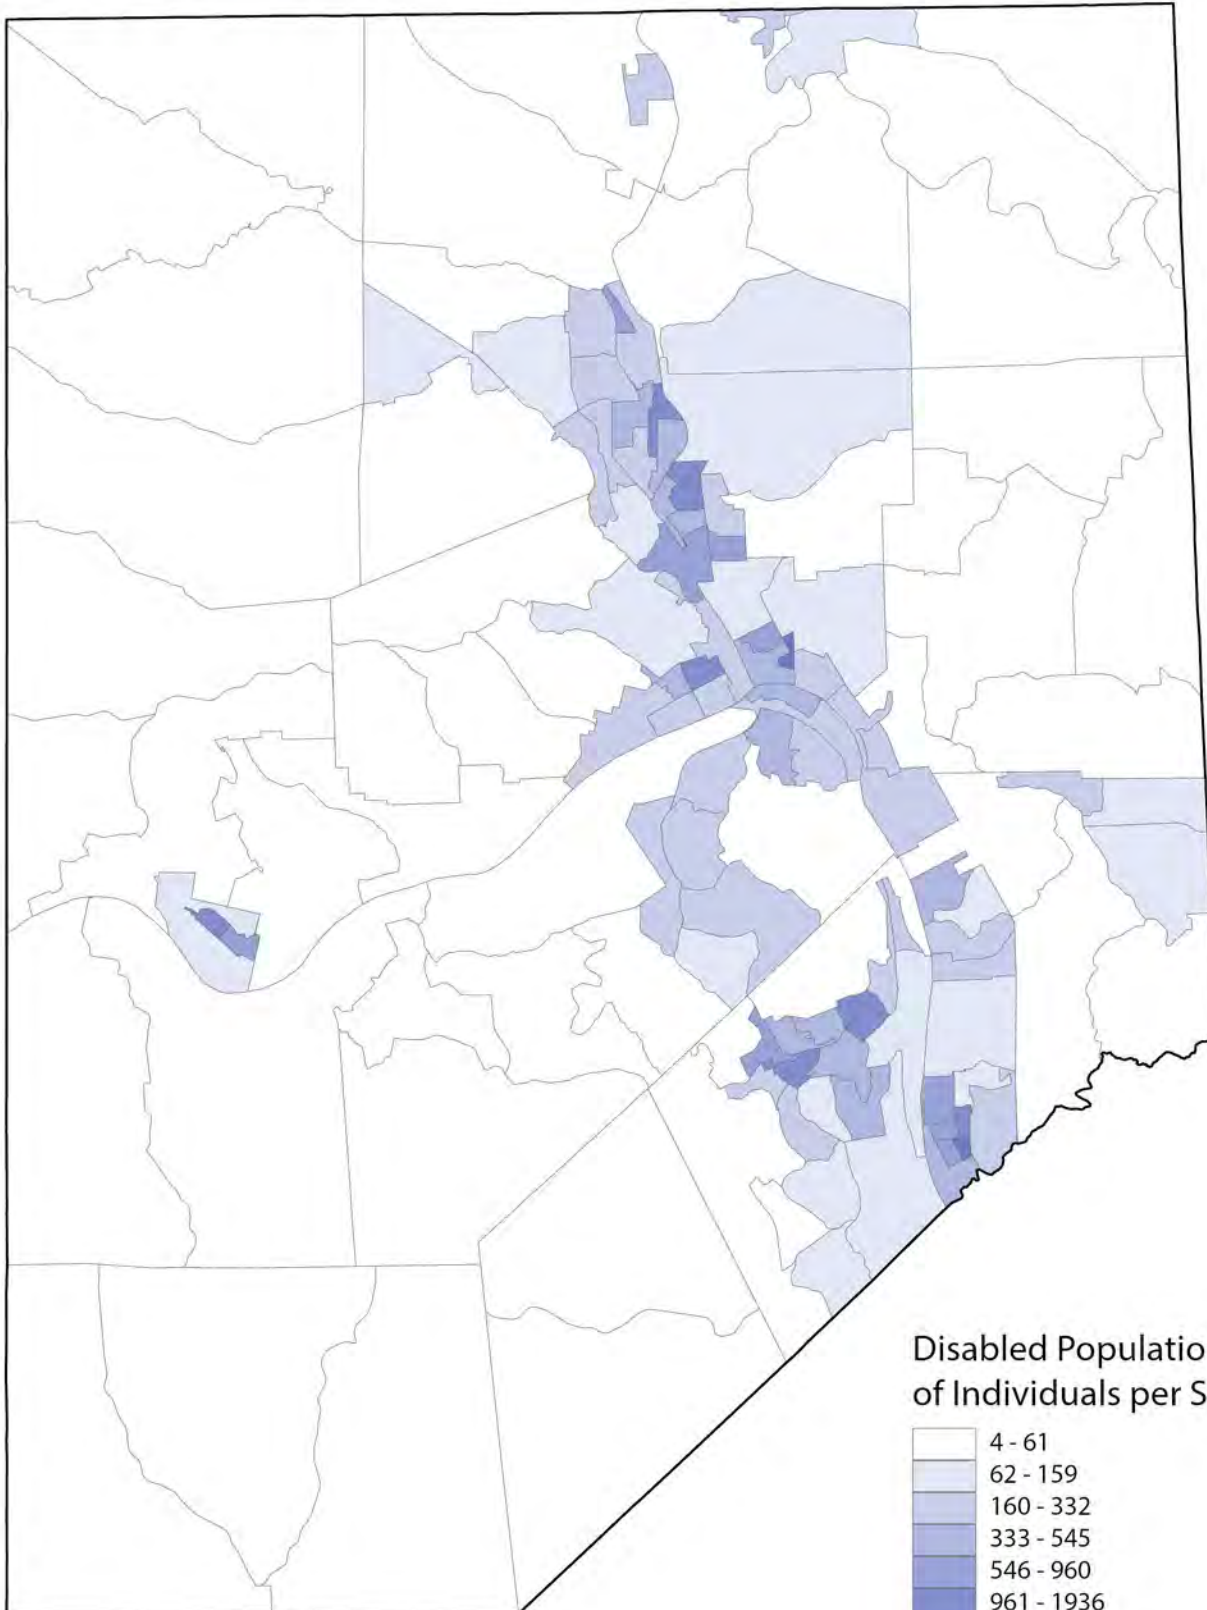 Disabled Populatio
of Individuals per S
4 - 61
62 - 159
160 - 332
333 - 545
546 - 960
961 - 1936